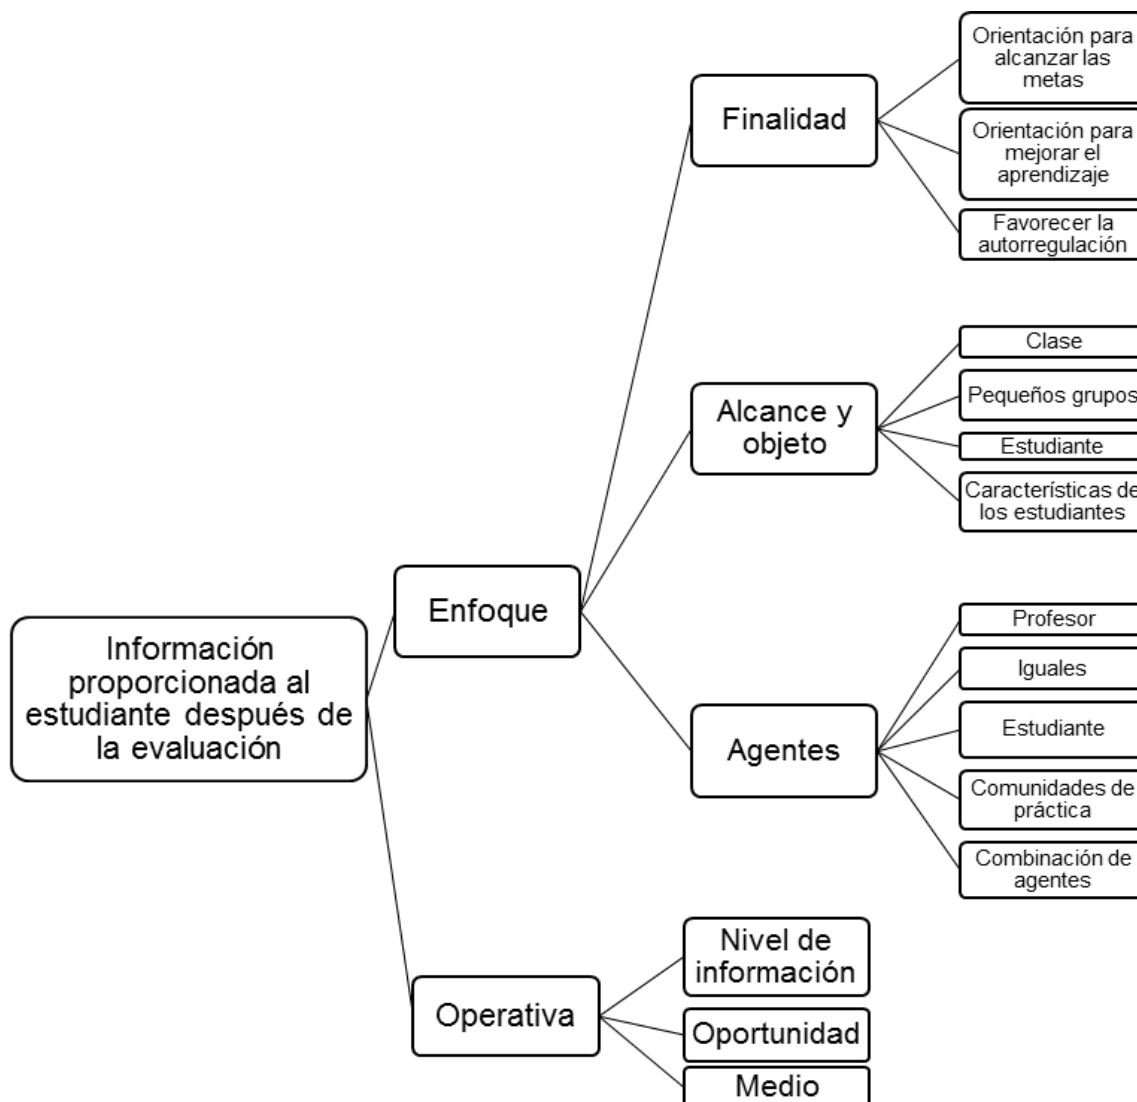 Información
proporcionada al
estudiante después de
la evaluación
Enfoque
Finalidad
Orientación para
alcanzar las
metas
Orientación para
mejorar el
aprendizaje
Favorecer la
autorregulación
Alcance y
objeto
Clase
Pequeños grupos
Estudiante
Características de
los estudiantes
Agentes
Profesor
Iguales
Estudiante
Comunidades de
práctica
Combinación de
agentes
Operativa
Nivel de
información
Oportunidad
Medio